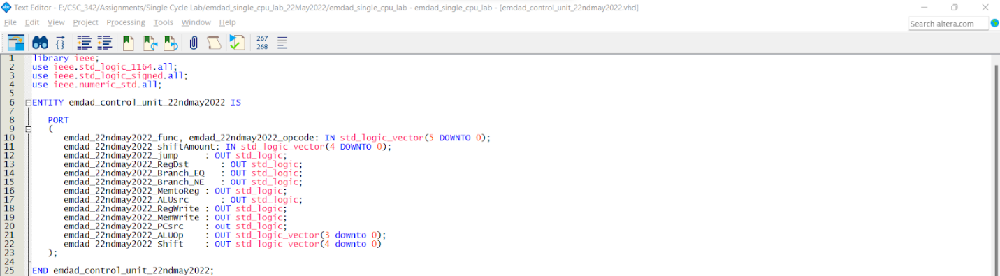 Text Editor - E:/CSC_342/Assignments/Single Cycle Lab/emdad_single_cpu_lab_22May2022/emdad_single_cpu_lab - emdad_single_cpu_lab - [emdad_control_unit_22ndmay2022.vhd]
File Edit View Project Processing Tools Window Help
Search altera.com
267
268
1 library ieee;
2 use ieee.std_logic_1164.all;
3 use ieee.std_logic_signed.all;
4 use ieee.numeric_std.all;
5
6 ENTITY emdad_control_unit_22ndmay2022 IS
7
8 PORT
9 (
10 emdad_22ndmay2022_func, emdad_22ndmay2022_opcode: IN std_logic_vector(5 DOWNTO 0);
11 emdad_22ndmay2022_shiftAmount: IN std_logic_vector(4 DOWNTO 0);
12 emdad_22ndmay2022_jump : OUT std_logic;
13 emdad_22ndmay2022_RegDst : OUT std_logic;
14 emdad_22ndmay2022_Branch_EQ : OUT std_logic;
15 emdad_22ndmay2022_Branch_NE : OUT std_logic;
16 emdad_22ndmay2022_MemtoReg : OUT std_logic;
17 emdad_22ndmay2022_ALUsrc : OUT std_logic;
18 emdad_22ndmay2022_RegWrite : OUT std_logic;
19 emdad_22ndmay2022_MemWrite : OUT std_logic;
20 emdad_22ndmay2022_PCsrc : out std_logic;
21 emdad_22ndmay2022_ALUOp : OUT std_logic_vector(3 downto 0);
22 emdad_22ndmay2022_Shift : OUT std_logic_vector(4 downto 0)
23 );
24
25 END emdad_control_unit_22ndmay2022;